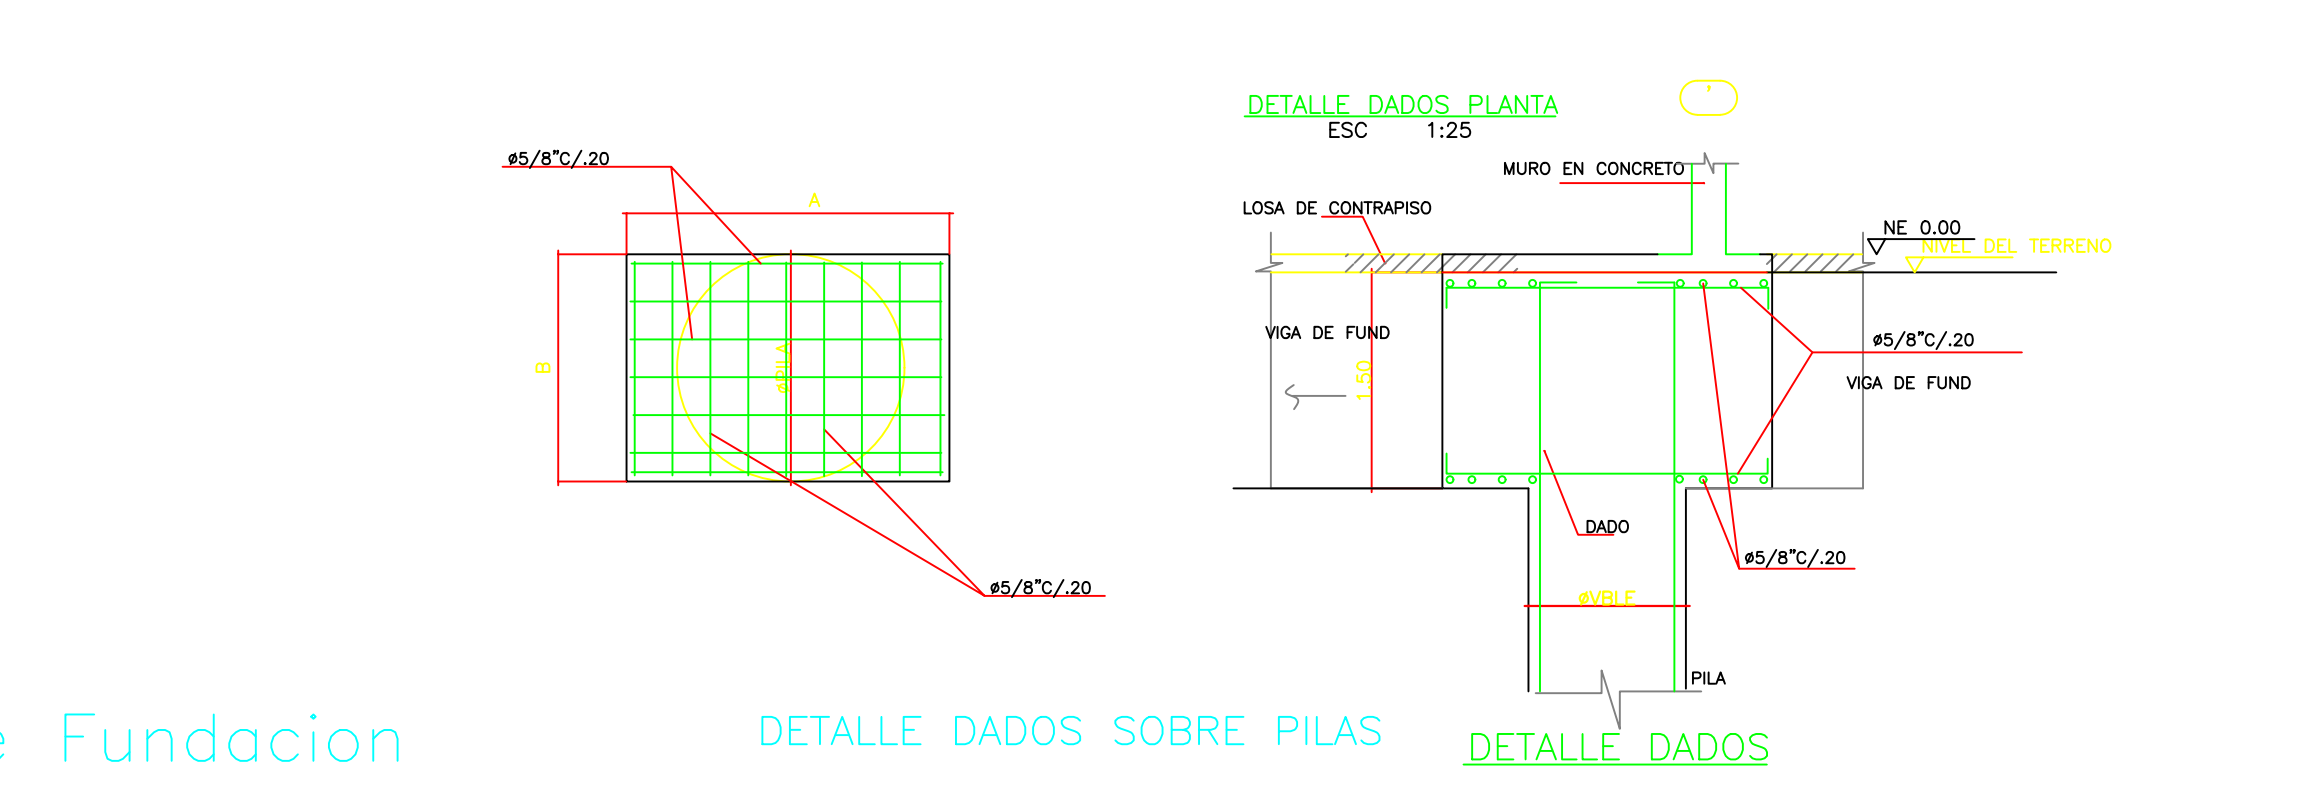 DETALLE DADOS PLANTA
ESC 1:25
ø5/8"C/.20
A
B
øPILA
ø5/8"C/.20
'
MURO EN CONCRETO
LOSA DE CONTRAPISO
NE 0.00
NIVEL DEL TERRENO
VIGA DE FUND
1.50
ø5/8"C/.20
VIGA DE FUND
DADO
ø5/8"C/.20
øVBLE
PILA
e Fundacion
DETALLE DADOS SOBRE PILAS
DETALLE DADOS